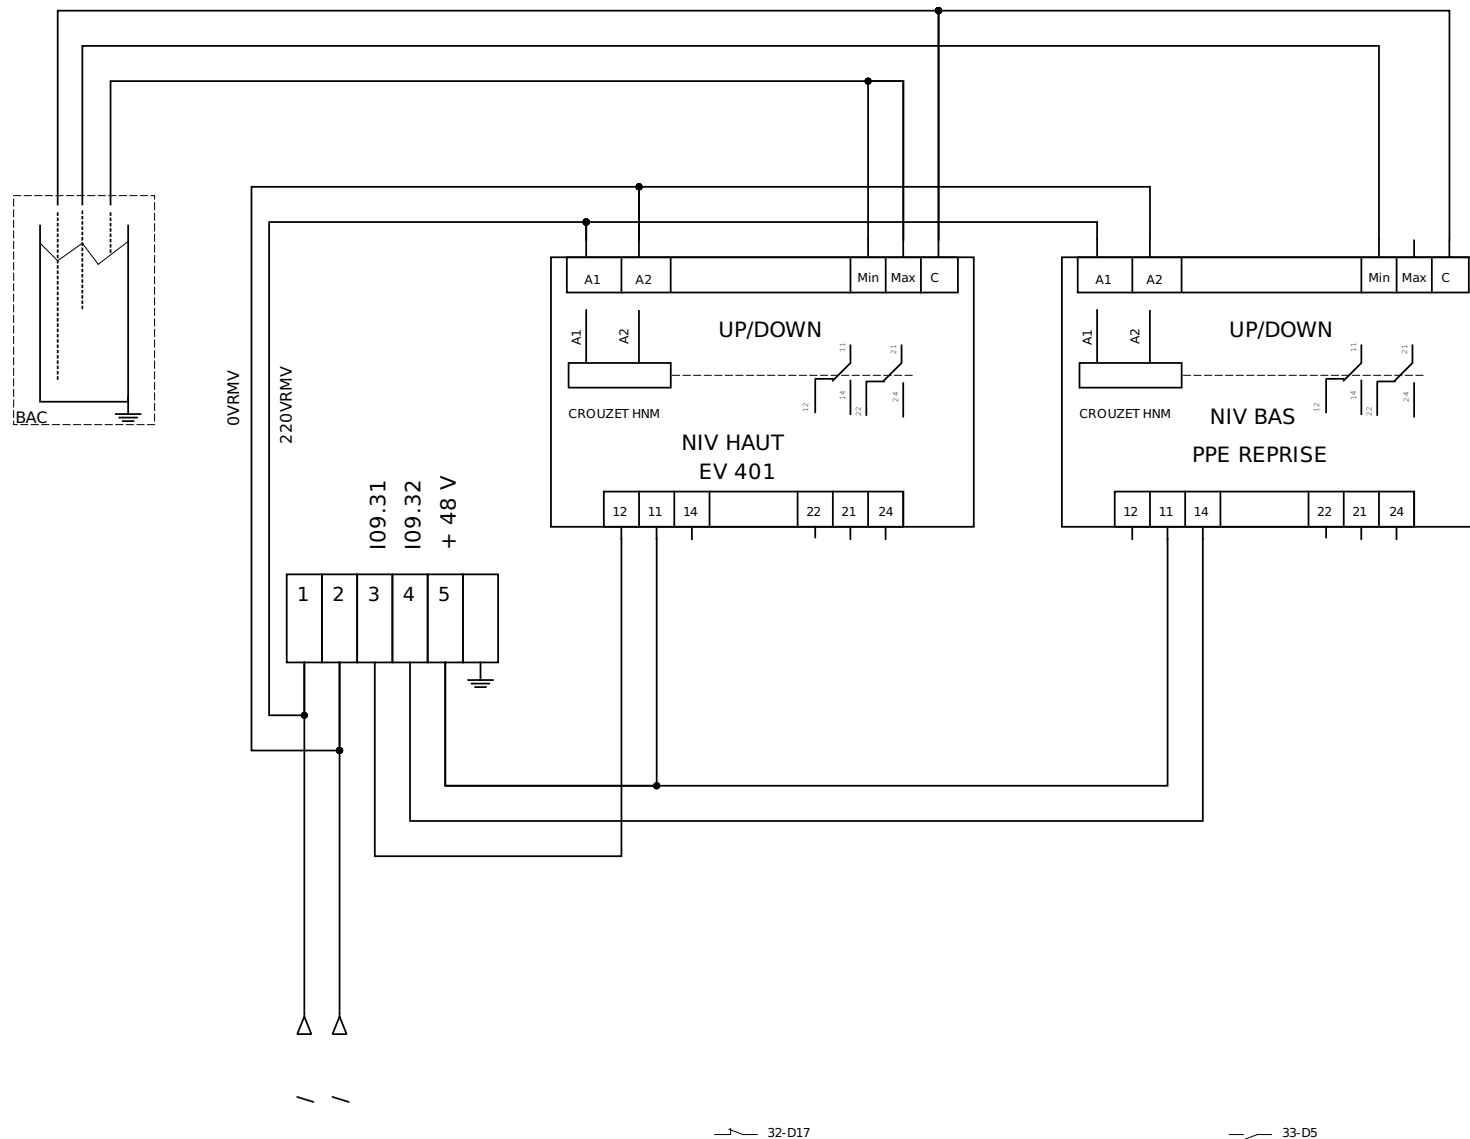 A1 A2 Min Max C
A1 A2 Min Max C
A1 A2 UP/DOWN
11 21
12 14 22 24
CROUZET HNM
NIV HAUT
EV 401
12 11 14 22 21 24
A1 A2 UP/DOWN
11 21
12 14 22 24
CROUZET HNM
NIV BAS
PPE REPRISE
12 11 14 22 21 24
BAC
0VRMV
220VRMV
I09.31
I09.32
+ 48 V
1 2 3 4 5
32-D17
33-D5